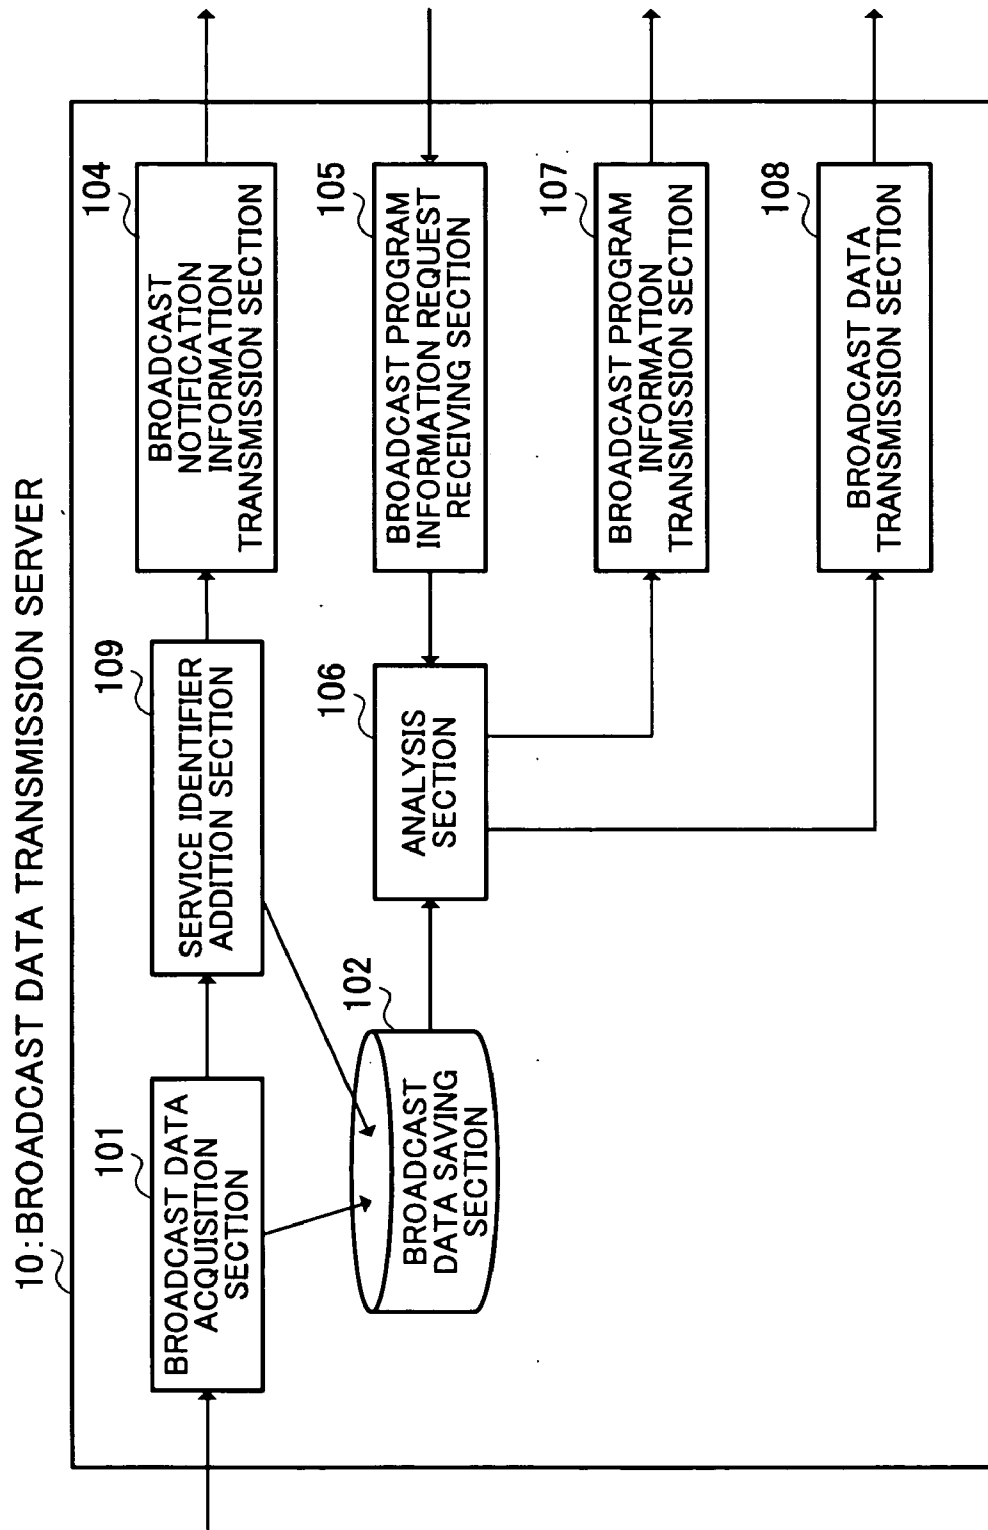 10:BROADCAST DATA TRANSMISSION SERVER
101
BROADCAST DATA
ACQUISITION
SECTION
109
SERVICE IDENTIFIER
ADDITION SECTION
104
BROADCAST
NOTIFICATION
INFORMATION
TRANSMISSION SECTION
102
BROADCAST
DATA SAVING
SECTION
106
ANALYSIS
SECTION
105
BROADCAST PROGRAM
INFORMATION REQUEST
RECEIVING SECTION
107
BROADCAST PROGRAM
INFORMATION
TRANSMISSION SECTION
108
BROADCAST DATA
TRANSMISSION SECTION